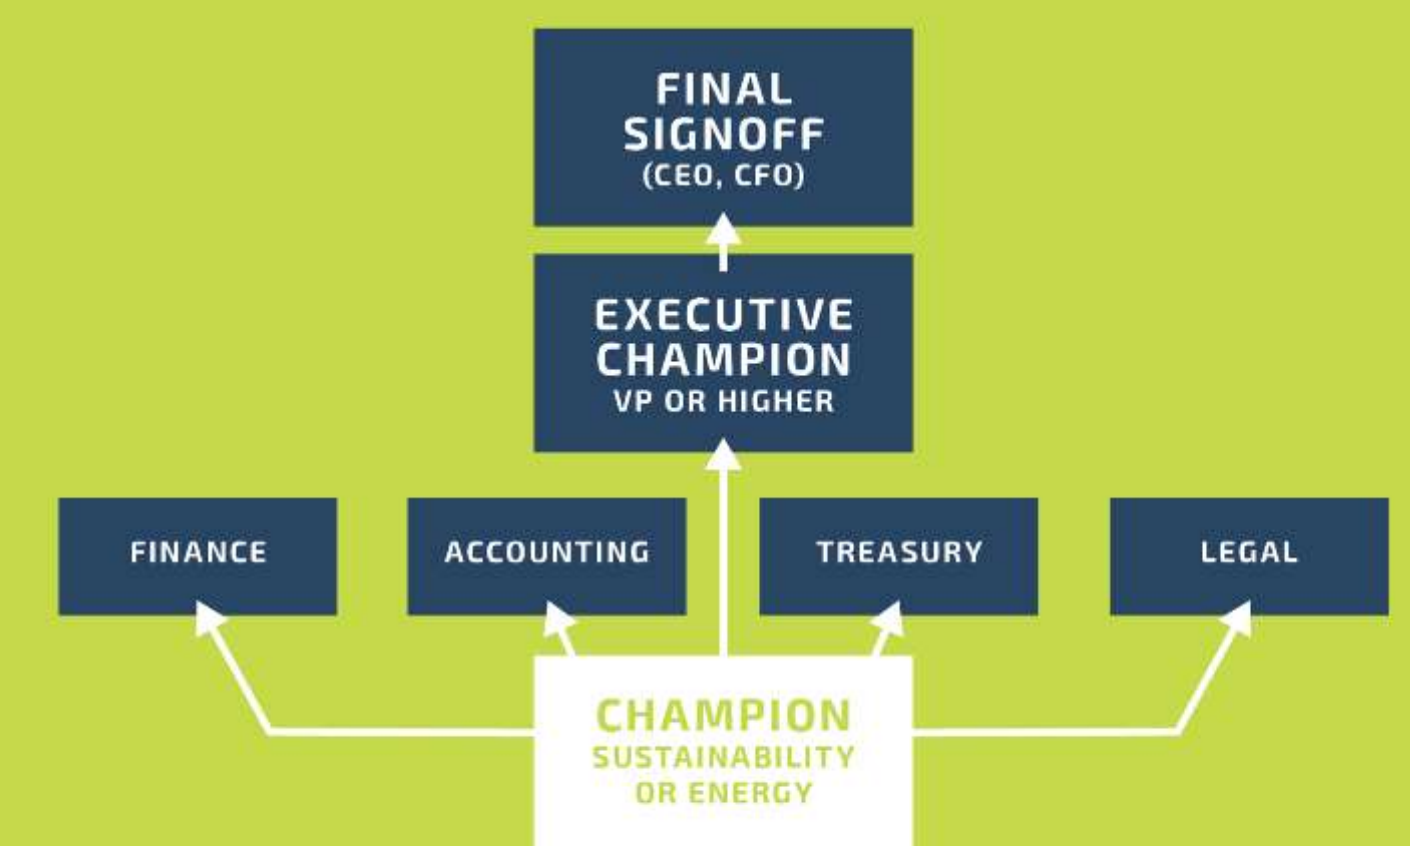 FINAL
SIGNOFF
(CEO, CFO)
EXECUTIVE
CHAMPION
VP OR HIGHER
FINANCE
ACCOUNTING
TREASURY
LEGAL
CHAMPION
SUSTAINABILITY
OR ENERGY